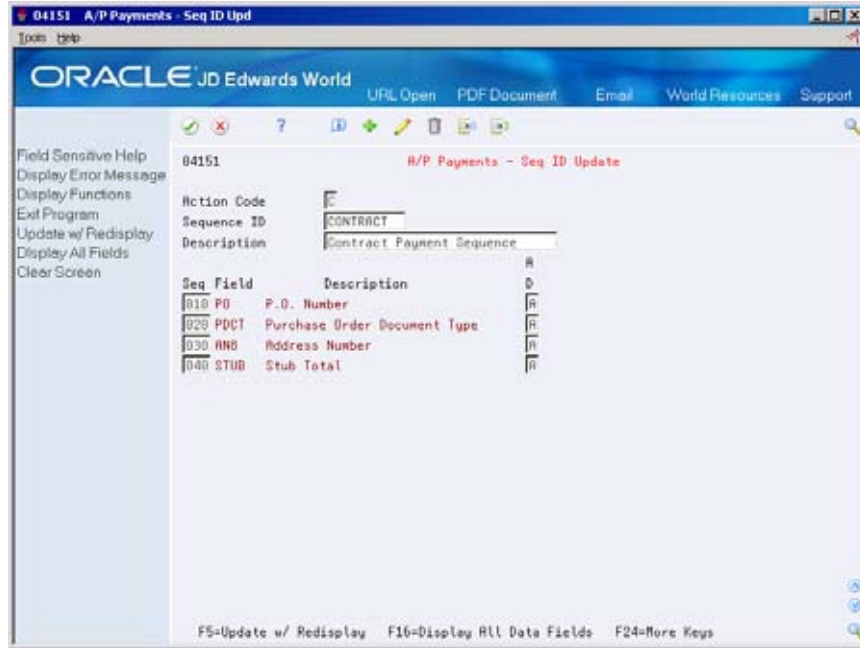 04151 A/P Payments - Seq ID Upd
Tools Help
ORACLE JD Edwards World
URL Open PDF Document Email World Resources Support
Field Sensitive Help
Display Error Message
Display Functions
Exit Program
Update w/ Redisplay
Display All Fields
Clear Screen
04151 A/P Payments - Seq ID Update
Action Code C
Sequence ID CONTRACT
Description Contract Payment Sequence
A
Seq Field Description D
010 PO P.O. Number A
020 PDCT Purchase Order Document Type A
030 AN8 Address Number A
040 STUB Stub Total A
F5=Update w/ Redisplay F16=Display All Data Fields F24=More Keys